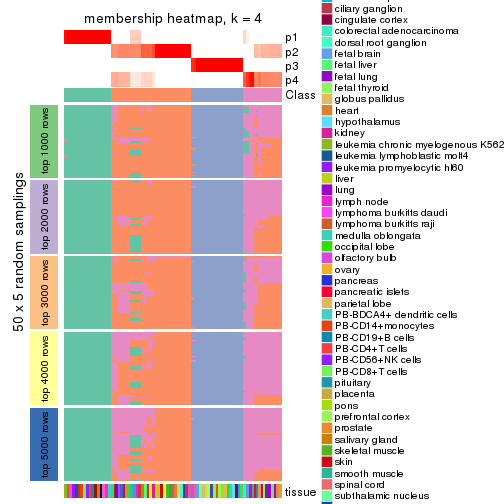 membership heatmap, k = 4
p1
p2
p3
p4
Class
50 x 5 random samplings
top 1000 rows
top 2000 rows
top 3000 rows
top 4000 rows
top 5000 rows
tissue
ciliary ganglion
cingulate cortex
colorectal adenocarcinoma
dorsal root ganglion
fetal brain
fetal liver
fetal lung
fetal thyroid
globus pallidus
heart
hypothalamus
kidney
leukemia chronic myelogenous K562
leukemia lymphoblastic molt4
leukemia promyelocytic hl60
liver
lung
lymph node
lymphoma burkitts daudi
lymphoma burkitts raji
medulla oblongata
occipital lobe
olfactory bulb
ovary
pancreas
pancreatic islets
parietal lobe
PB-BDCA4+ dendritic cells
PB-CD14+monocytes
PB-CD19+B cells
PB-CD4+T cells
PB-CD56+NK cells
PB-CD8+T cells
pituitary
placenta
pons
prefrontal cortex
prostate
salivary gland
skeletal muscle
skin
smooth muscle
spinal cord
subthalamic nucleus